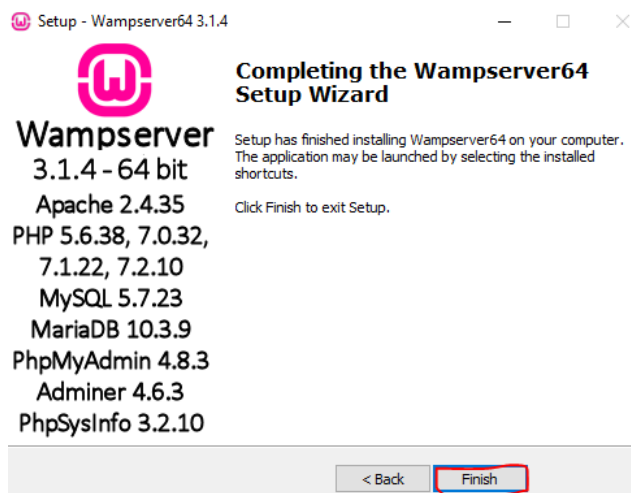 Setup - Wampserver64 3.1.4
Wampserver
3.1.4 - 64 bit
Apache 2.4.35
PHP 5.6.38, 7.0.32,
7.1.22, 7.2.10
MySQL 5.7.23
MariaDB 10.3.9
PhpMyAdmin 4.8.3
Adminer 4.6.3
PhpSysInfo 3.2.10
Completing the Wampserver64
Setup Wizard
Setup has finished installing Wampserver64 on your computer.
The application may be launched by selecting the installed
shortcuts.
Click Finish to exit Setup.
< Back
Finish